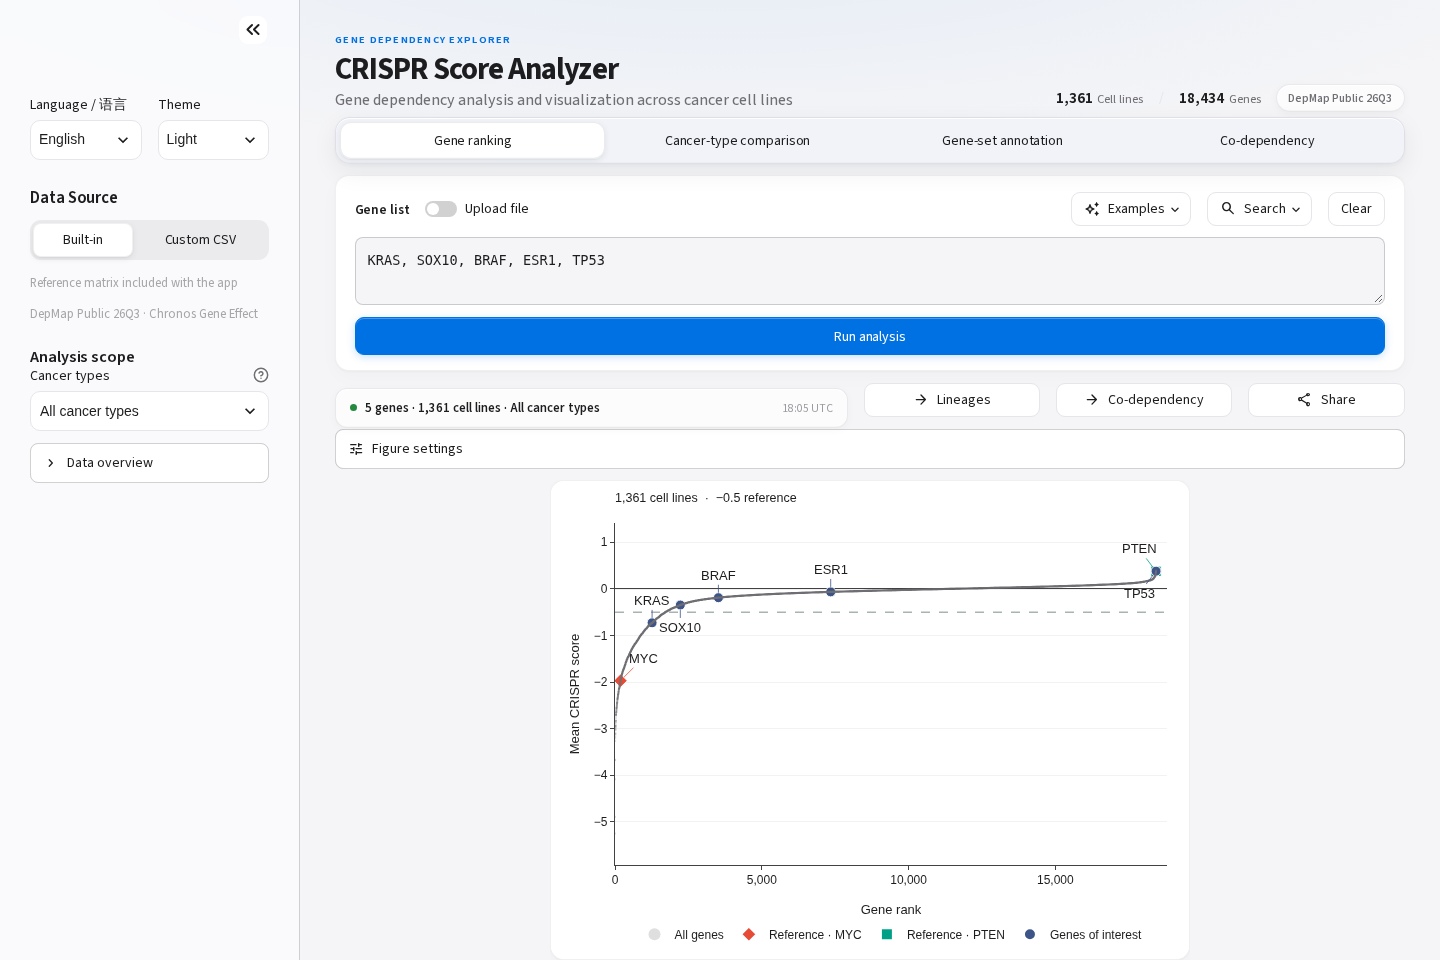 Language / 语言
Theme
English
Light
Data Source
Built-in
Custom CSV
Reference matrix included with the app
DepMap Public 26Q3 · Chronos Gene Effect
Analysis scope
Cancer types
All cancer types
Data overview
GENE DEPENDENCY EXPLORER
CRISPR Score Analyzer
Gene dependency analysis and visualization across cancer cell lines
1,361 Cell lines / 18,434 Genes
DepMap Public 26Q3
Gene ranking
Cancer-type comparison
Gene-set annotation
Co-dependency
Gene list
Upload file
Examples
Search
Clear
KRAS, SOX10, BRAF, ESR1, TP53
Run analysis
5 genes · 1,361 cell lines · All cancer types
18:05 UTC
Lineages
Co-dependency
Share
Figure settings
1,361 cell lines · −0.5 reference
Mean CRISPR score
1
0
−1
−2
−3
−4
−5
PTEN
ESR1
BRAF
TP53
KRAS
SOX10
MYC
0
5,000
10,000
15,000
Gene rank
All genes
Reference · MYC
Reference · PTEN
Genes of interest